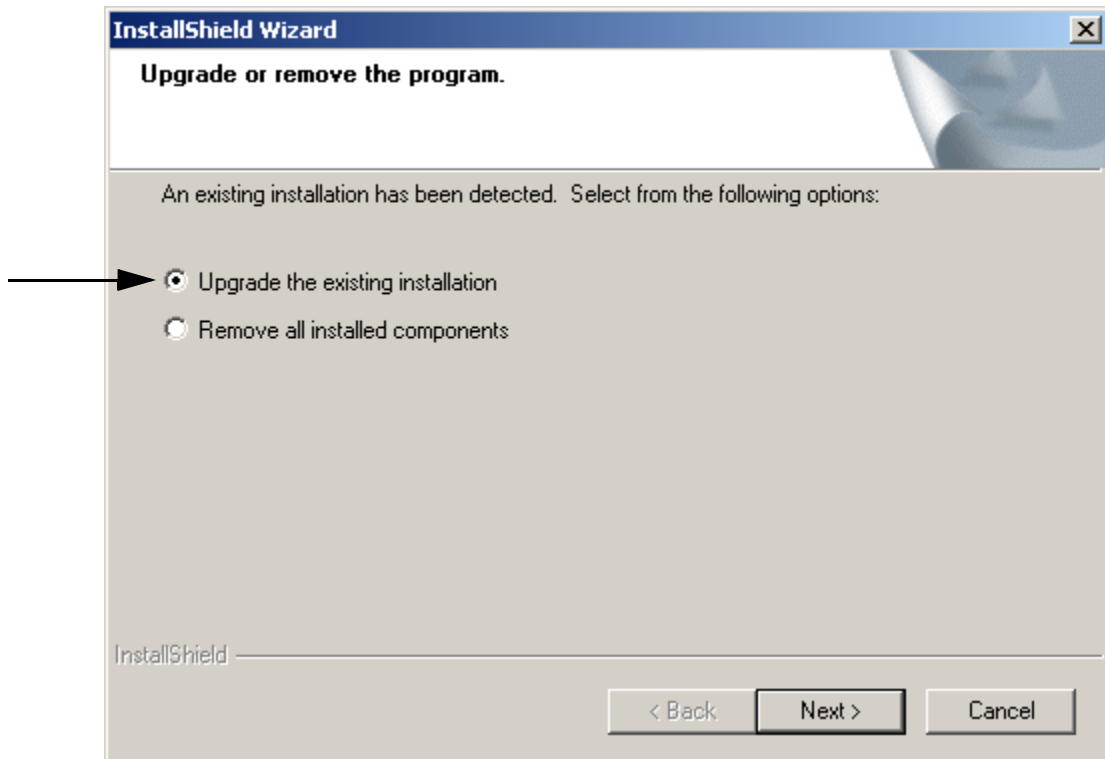 InstallShield Wizard
Upgrade or remove the program.
An existing installation has been detected. Select from the following options:
Upgrade the existing installation
Remove all installed components
InstallShield
< Back Next > Cancel